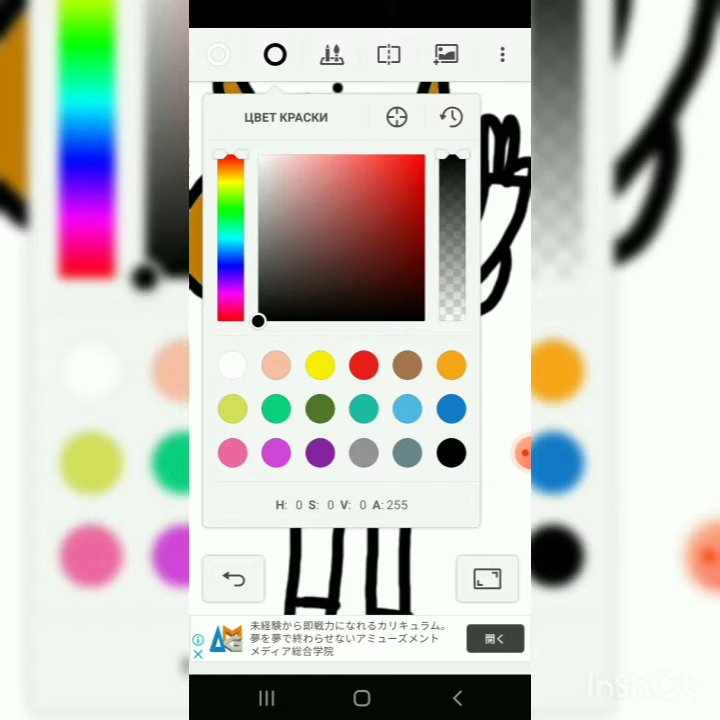 ЦВЕТ КРАСКИ
H: 0 S: 0 V: 0 A: 255
未経験から即戦力になれるカリキュラム。
夢を夢で終わらせないアミューズメント
メディア総合学院
開く
InShOt